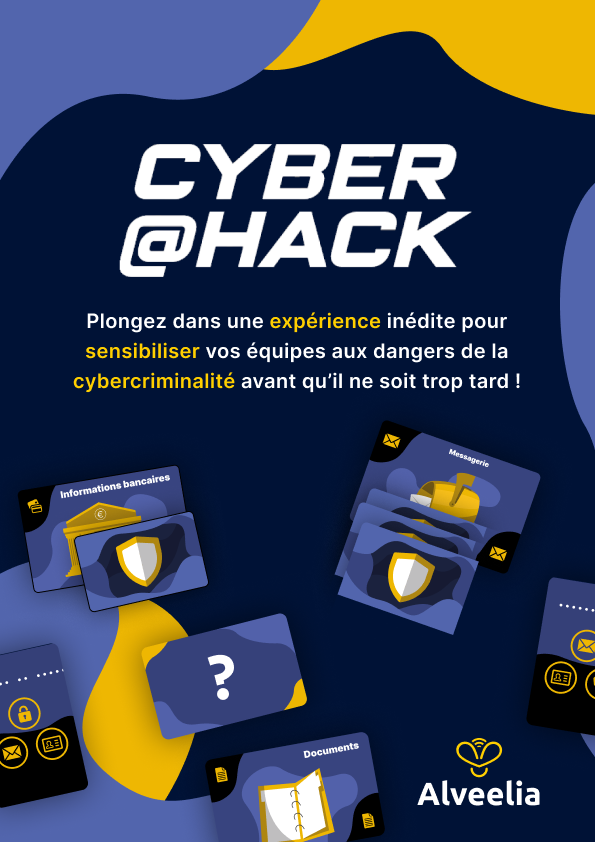 CYBER
@HACK
Plongez dans une expérience inédite pour
sensibiliser vos équipes aux dangers de la
cybercriminalité avant qu’il ne soit trop tard !
Informations bancaires
€
Messagerie
?
Documents
Alveelia